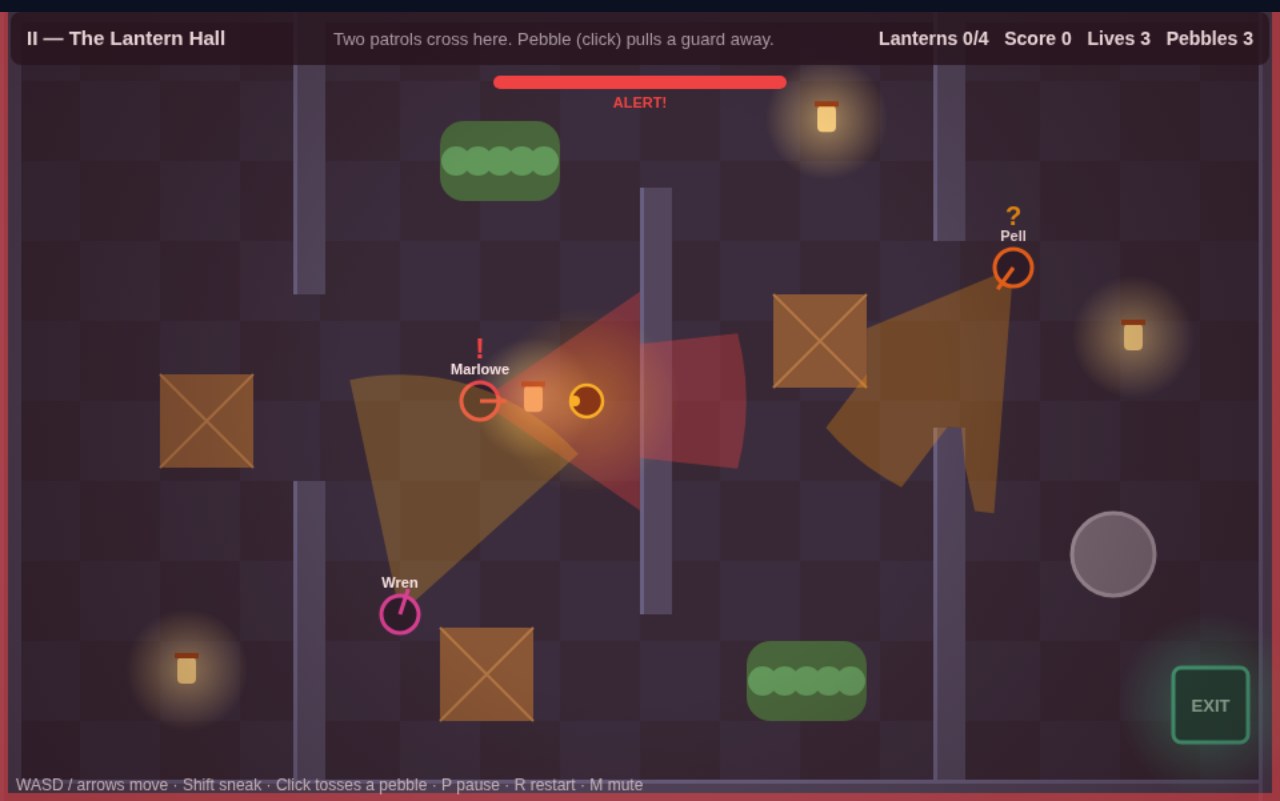 II — The Lantern Hall
Two patrols cross here. Pebble (click) pulls a guard away.
Lanterns 0/4 Score 0 Lives 3 Pebbles 3
ALERT!
?
Pell
!
Marlowe
Wren
EXIT
WASD / arrows move · Shift sneak · Click tosses a pebble · P pause · R restart · M mute